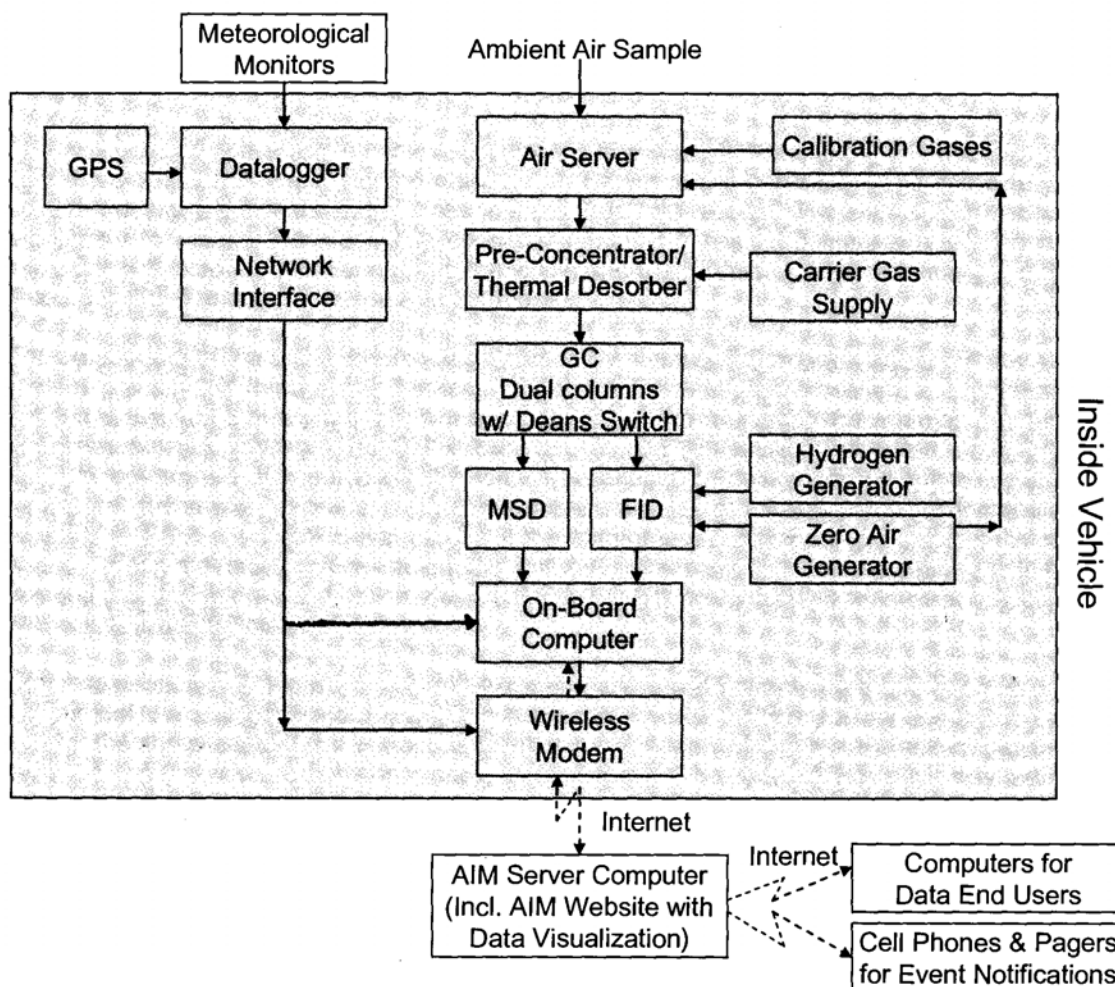 Meteorological
Monitors
Ambient Air Sample
GPS
Datalogger
Air Server
Calibration Gases
Network
Interface
Pre-Concentrator/
Thermal Desorber
Carrier Gas
Supply
GC
Dual columns
w/ Deans Switch
MSD
FID
Hydrogen
Generator
Zero Air
Generator
On-Board
Computer
Wireless
Modem
Inside Vehicle
Internet
AIM Server Computer
(Incl. AIM Website with
Data Visualization)
Internet
Computers for
Data End Users
Cell Phones & Pagers
for Event Notifications